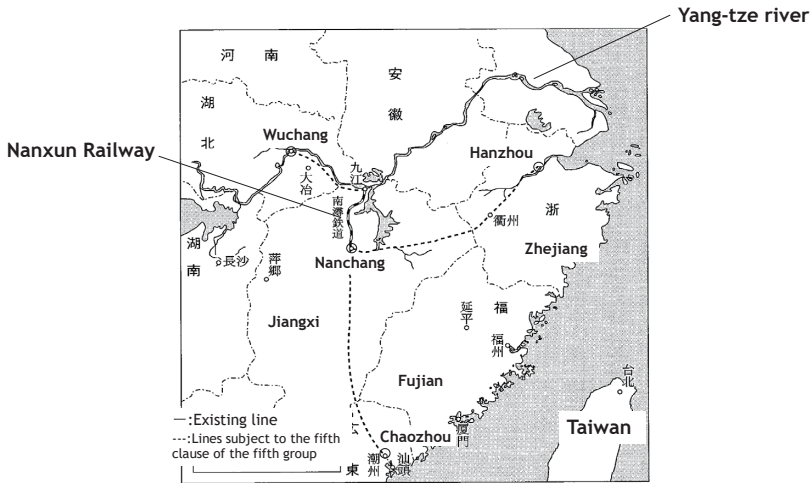 Yang-tze river
河南
安徽
湖北
Wuchang
Nanxun Railway
大冶
九江
Hanzhou
南潯鉄道
浙
衢州
Zhejiang
湖南
長沙
萍郷
Nanchang
Jiangxi
延平
福
福州
Fujian
台北
Taiwan
—:Existing line
---:Lines subject to the fifth
clause of the fifth group
Chaozhou
厦門
東
潮州
汕頭